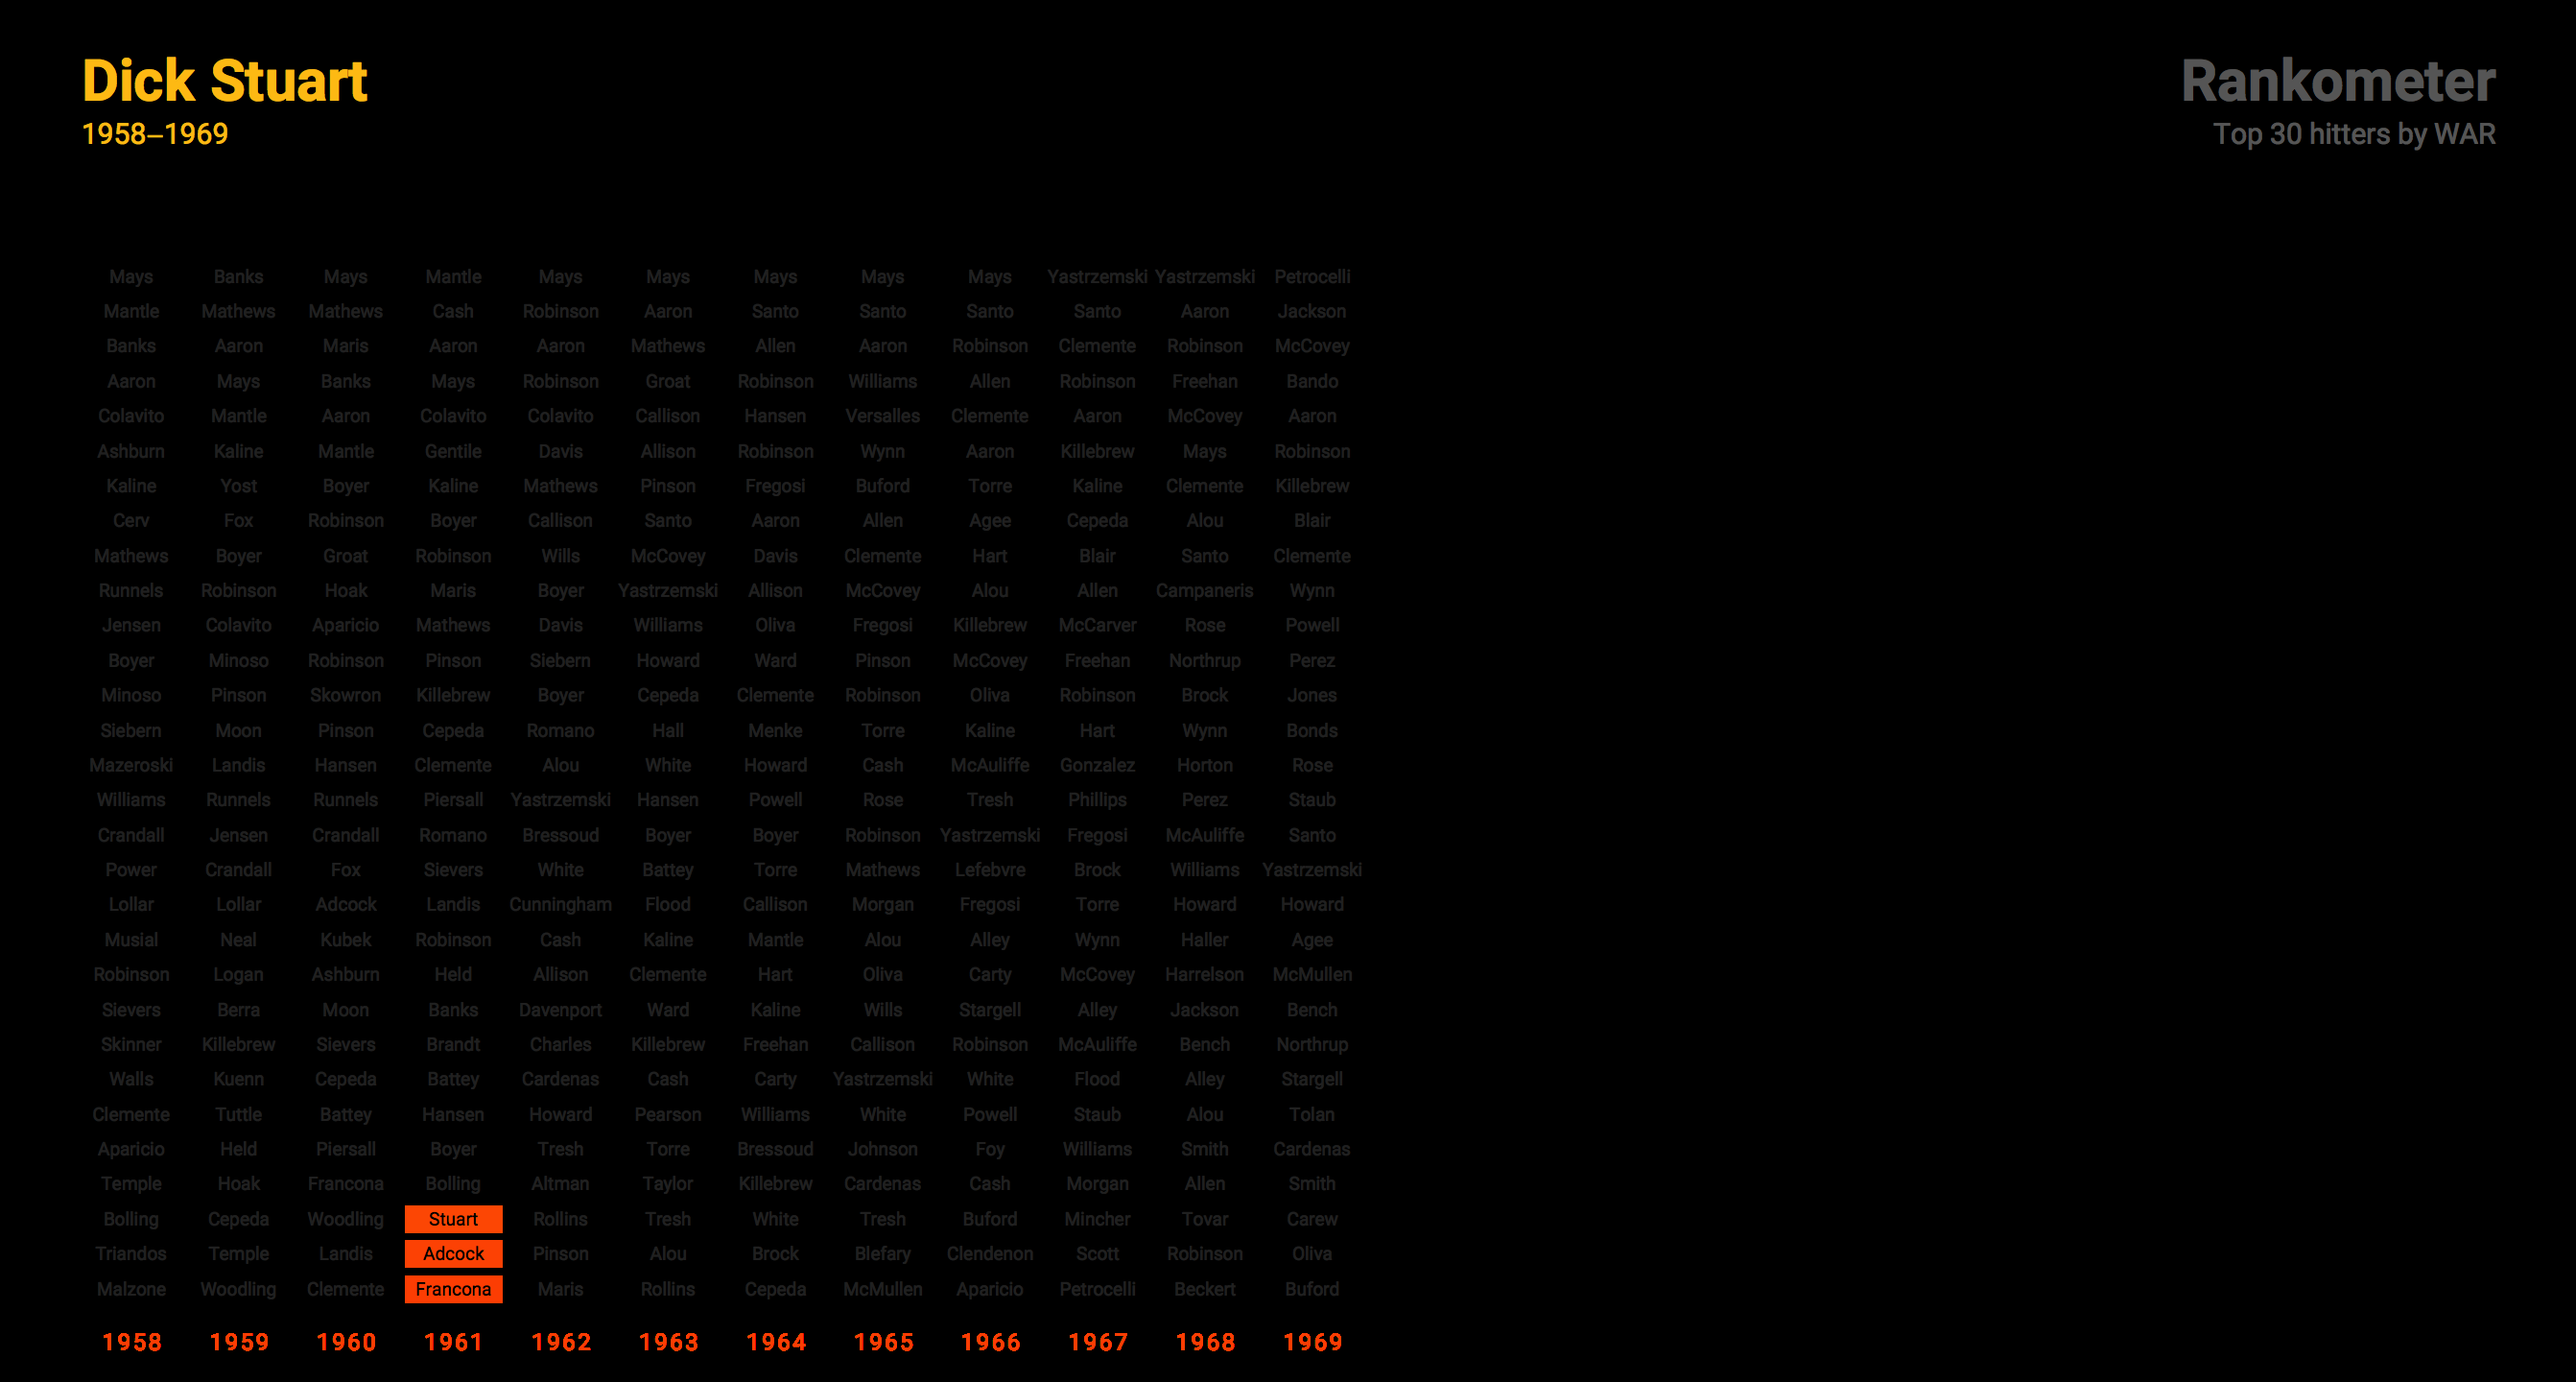 Dick Stuart
1958–1969
Rankometer
Top 30 hitters by WAR
Mays Banks Mays Mantle Mays Mays Mays Mays Mays Yastrzemski Yastrzemski Petrocelli
Mantle Mathews Mathews Cash Robinson Aaron Santo Santo Santo Santo Aaron Jackson
Banks Aaron Maris Aaron Aaron Mathews Allen Aaron Robinson Clemente Robinson McCovey
Aaron Mays Banks Mays Robinson Groat Robinson Williams Allen Robinson Freehan Bando
Colavito Mantle Aaron Colavito Colavito Callison Hansen Versalles Clemente Aaron McCovey Aaron
Ashburn Kaline Mantle Gentile Davis Allison Robinson Wynn Aaron Killebrew Mays Robinson
Kaline Yost Boyer Kaline Mathews Pinson Fregosi Buford Torre Kaline Clemente Killebrew
Cerv Fox Robinson Boyer Callison Santo Aaron Allen Agee Cepeda Alou Blair
Mathews Boyer Groat Robinson Wills McCovey Davis Clemente Hart Blair Santo Clemente
Runnels Robinson Hoak Maris Boyer Yastrzemski Allison McCovey Alou Allen Campaneris Wynn
Jensen Colavito Aparicio Mathews Davis Williams Oliva Fregosi Killebrew McCarver Rose Powell
Boyer Minoso Robinson Pinson Siebern Howard Ward Pinson McCovey Freehan Northrup Perez
Minoso Pinson Skowron Killebrew Boyer Cepeda Clemente Robinson Oliva Robinson Brock Jones
Siebern Moon Pinson Cepeda Romano Hall Menke Torre Kaline Hart Wynn Bonds
Mazeroski Landis Hansen Clemente Alou White Howard Cash McAuliffe Gonzalez Horton Rose
Williams Runnels Runnels Piersall Yastrzemski Hansen Powell Rose Tresh Phillips Perez Staub
Crandall Jensen Crandall Romano Bressoud Boyer Boyer Robinson Yastrzemski Fregosi McAuliffe Santo
Power Crandall Fox Sievers White Battey Torre Mathews Lefebvre Brock Williams Yastrzemski
Lollar Lollar Adcock Landis Cunningham Flood Callison Morgan Fregosi Torre Howard Howard
Musial Neal Kubek Robinson Cash Kaline Mantle Alou Alley Wynn Haller Agee
Robinson Logan Ashburn Held Allison Clemente Hart Oliva Carty McCovey Harrelson McMullen
Sievers Berra Moon Banks Davenport Ward Kaline Wills Stargell Alley Jackson Bench
Skinner Killebrew Sievers Brandt Charles Killebrew Freehan Callison Robinson McAuliffe Bench Northrup
Walls Kuenn Cepeda Battey Cardenas Cash Carty Yastrzemski White Flood Alley Stargell
Clemente Tuttle Battey Hansen Howard Pearson Williams White Powell Staub Alou Tolan
Aparicio Held Piersall Boyer Tresh Torre Bressoud Johnson Foy Williams Smith Cardenas
Temple Hoak Francona Bolling Altman Taylor Killebrew Cardenas Cash Morgan Allen Smith
Bolling Cepeda Woodling Stuart Rollins Tresh White Tresh Buford Mincher Tovar Carew
Triandos Temple Landis Adcock Pinson Alou Brock Blefary Clendenon Scott Robinson Oliva
Malzone Woodling Clemente Francona Maris Rollins Cepeda McMullen Aparicio Petrocelli Beckert Buford
1958 1959 1960 1961 1962 1963 1964 1965 1966 1967 1968 1969